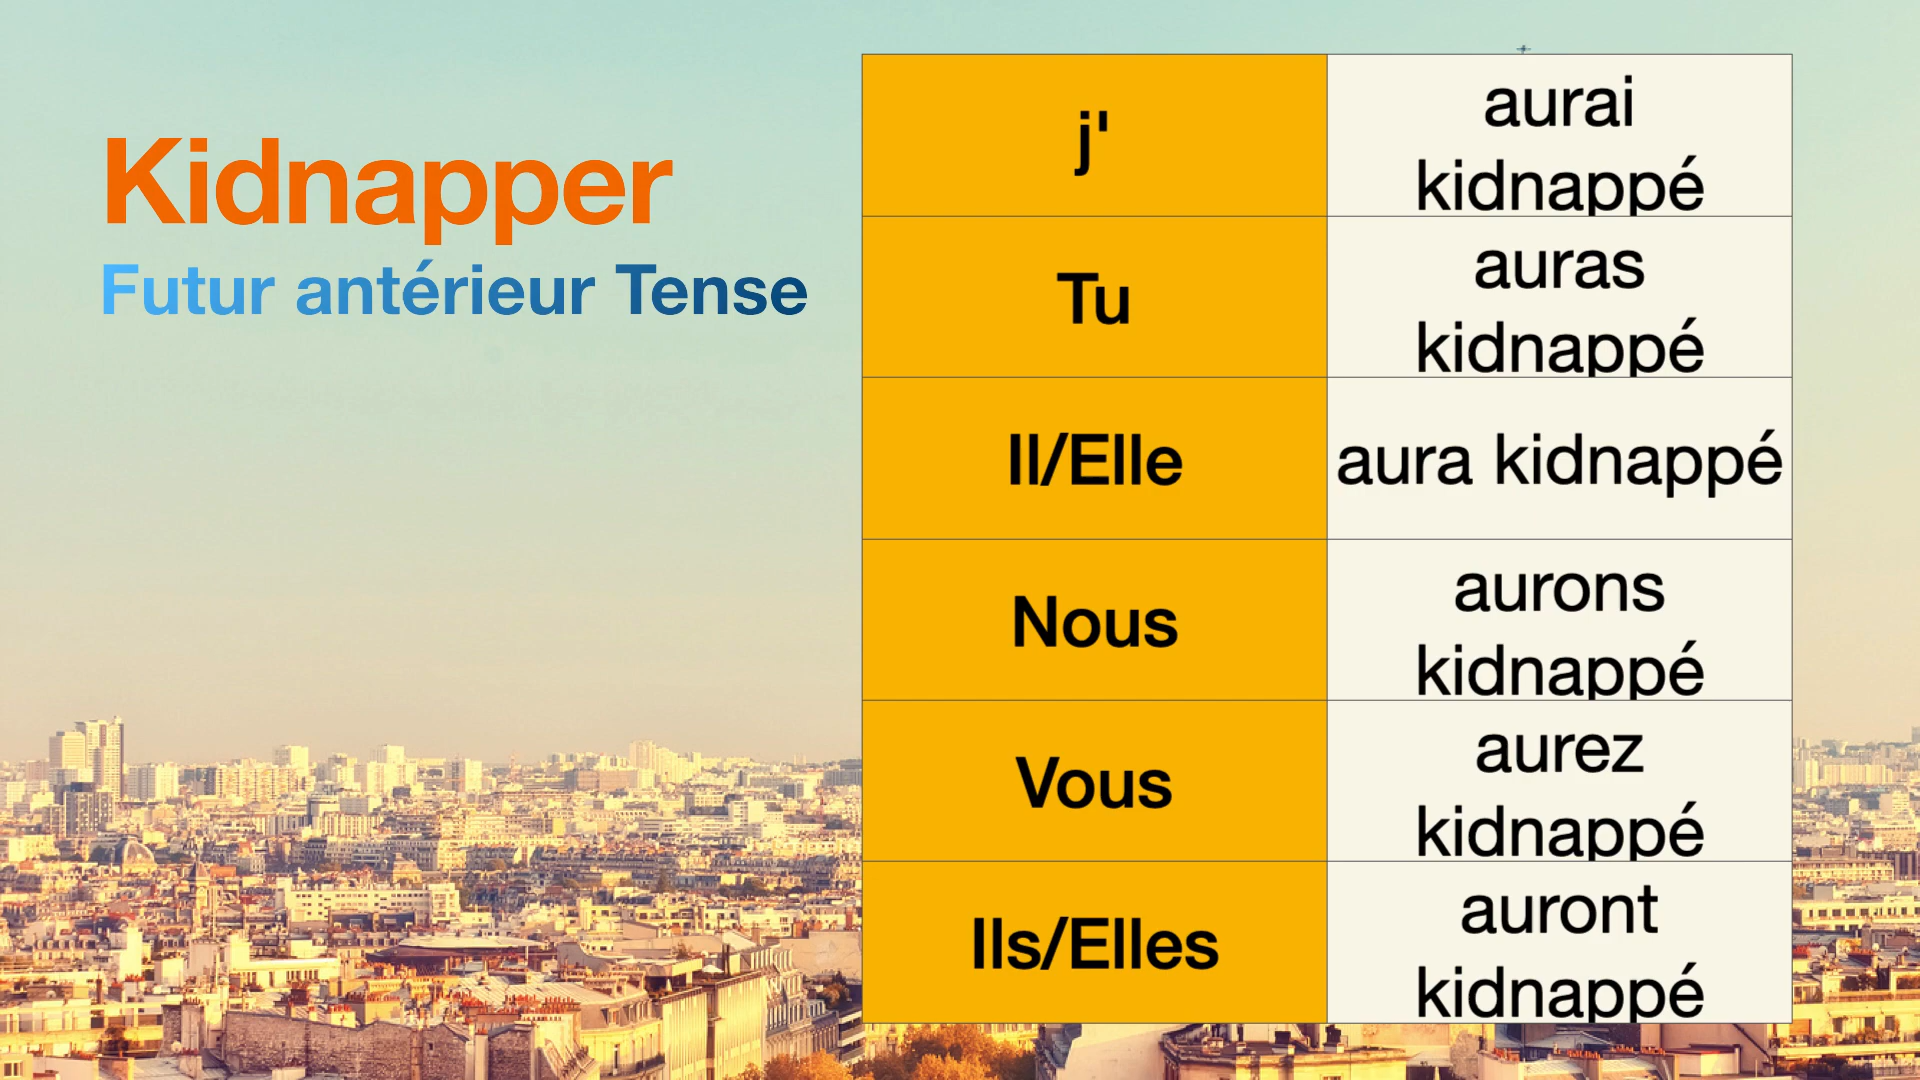 Kidnapper
Futur antérieur Tense
j'
aurai
kidnappé
Tu
auras
kidnappé
Il/Elle
aura kidnappé
Nous
aurons
kidnappé
Vous
aurez
kidnappé
Ils/Elles
auront
kidnappé